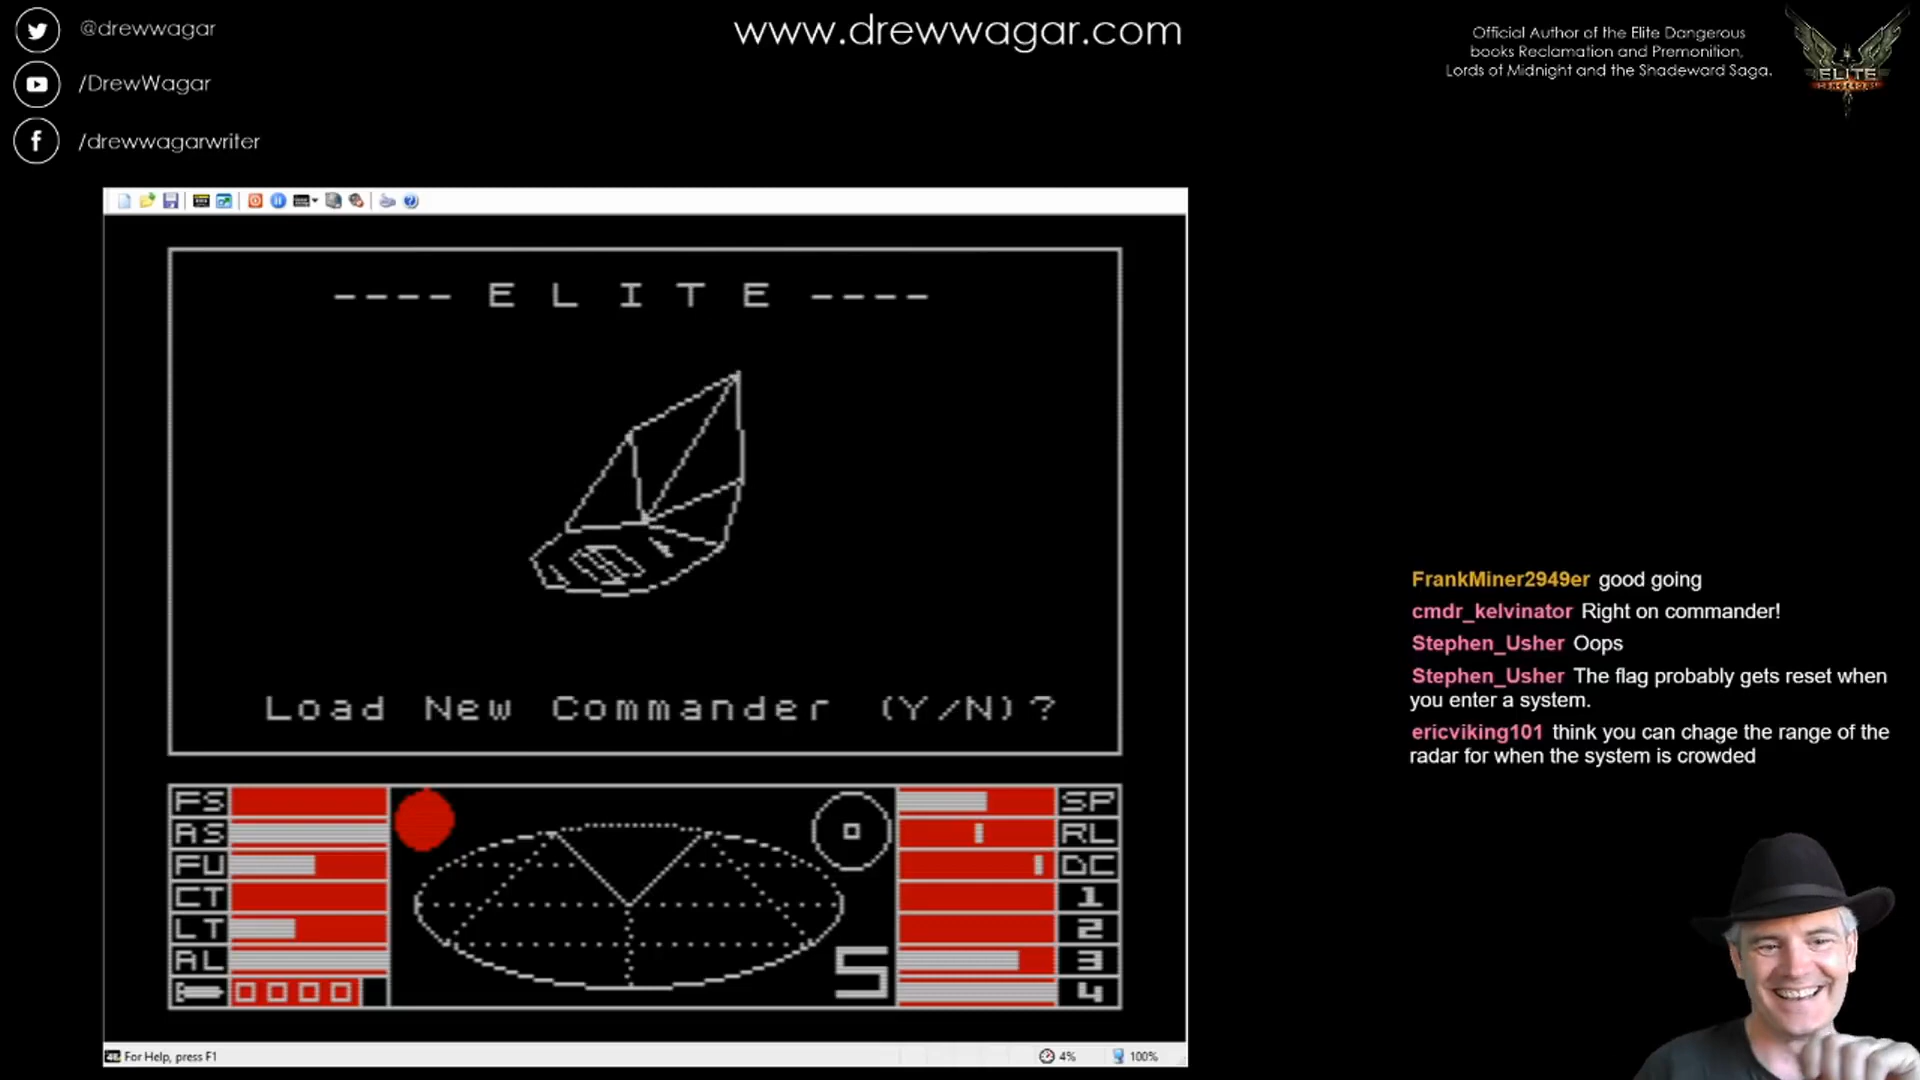 @drewwagar
/DrewWagar
/drewwagarwriter
www.drewwagar.com
Official Author of the Elite Dangerous
books Reclamation and Premonition,
Lords of Midnight and the Shadeward Saga.
ELITE
DANGEROUS
---- E L I T E ----
Load New Commander (Y/N)?
FS
AS
FU
CT
LT
AL
S
SP
RL
DC
1
2
3
4
For Help, press F1
4%
100%
FrankMiner2949er good going
cmdr_kelvinator Right on commander!
Stephen_Usher Oops
Stephen_Usher The flag probably gets reset when
you enter a system.
ericviking101 think you can chage the range of the
radar for when the system is crowded